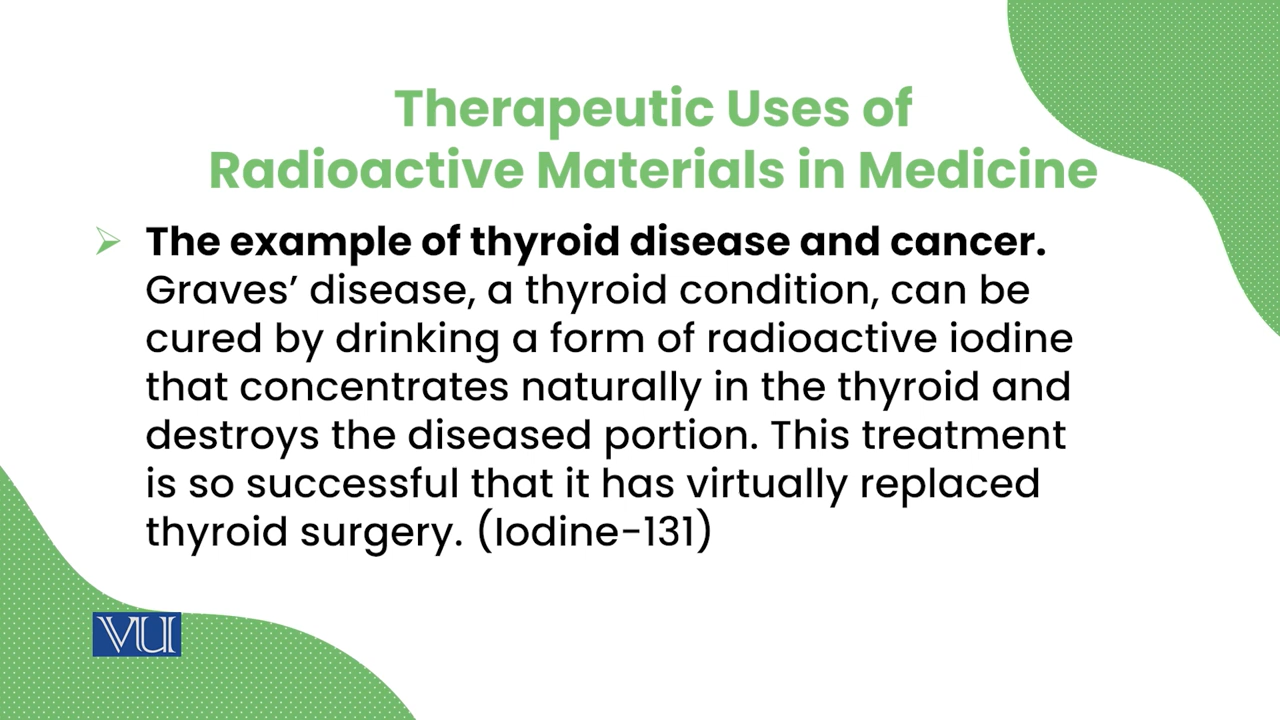 Therapeutic Uses of
Radioactive Materials in Medicine
➢ The example of thyroid disease and cancer.
Graves’ disease, a thyroid condition, can be
cured by drinking a form of radioactive iodine
that concentrates naturally in the thyroid and
destroys the diseased portion. This treatment
is so successful that it has virtually replaced
thyroid surgery. (Iodine-131)
VU